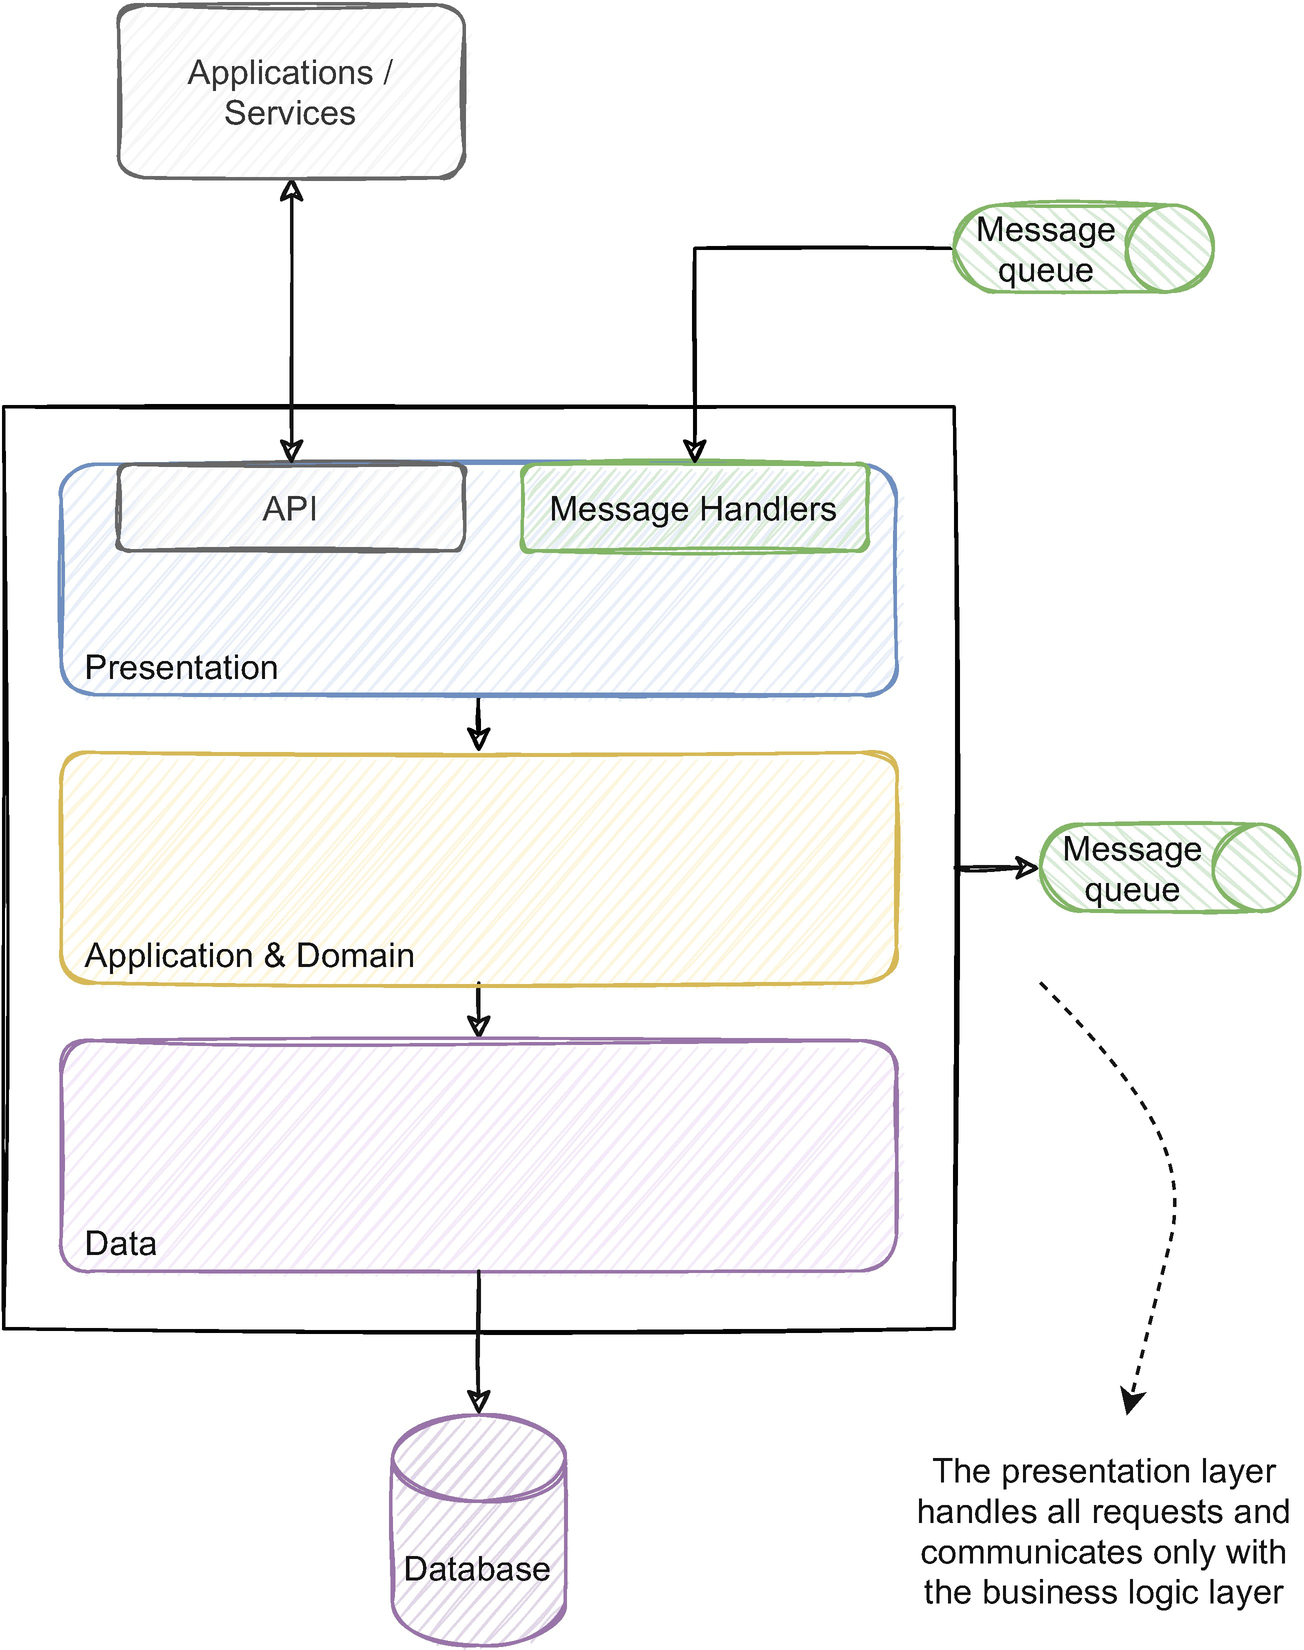 Applications /
Services
Message
queue
API
Message Handlers
Presentation
Message
queue
Application & Domain
Data
The presentation layer
handles all requests and
communicates only with
the business logic layer
Database